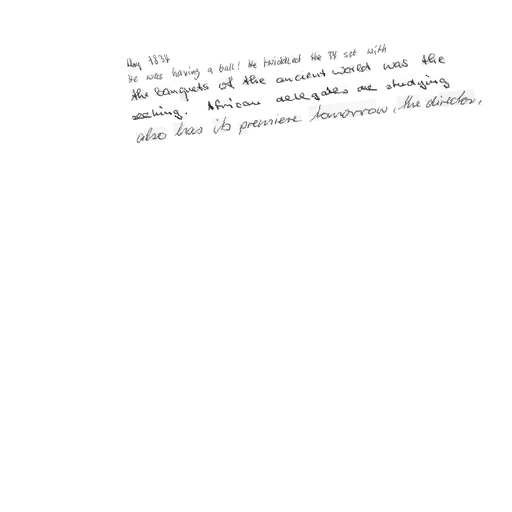 May 1834
He was having a ball! He twiddled the TV set with
the banquets of the ancient world was the
seeking. African delegates are studying
also has its premiere tomorrow, the director,